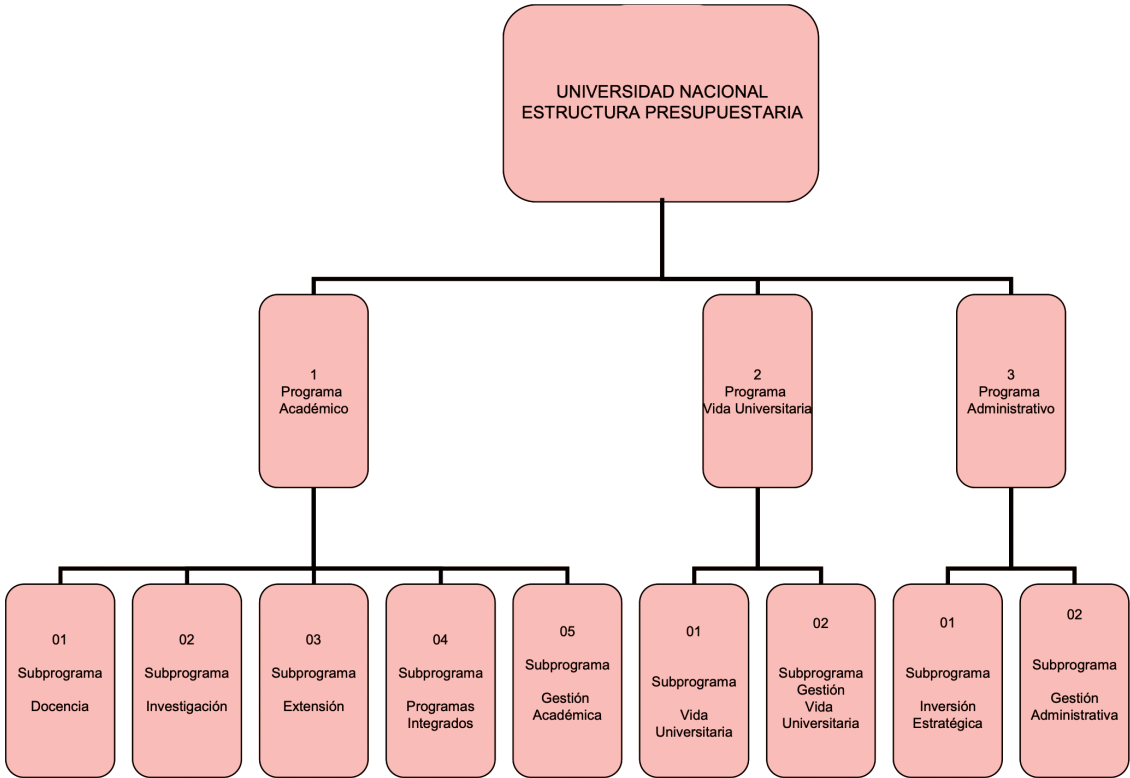 UNIVERSIDAD NACIONAL
ESTRUCTURA PRESUPUESTARIA
1
Programa
Académico
2
Programa
Vida Universitaria
3
Programa
Administrativo
01
Subprograma
Docencia
02
Subprograma
Investigación
03
Subprograma
Extensión
04
Subprograma
Programas
Integrados
05
Subprograma
Gestión
Académica
01
Subprograma
Vida
Universitaria
02
Subprograma
Gestión
Vida
Universitaria
01
Subprograma
Inversión
Estratégica
02
Subprograma
Gestión
Administrativa